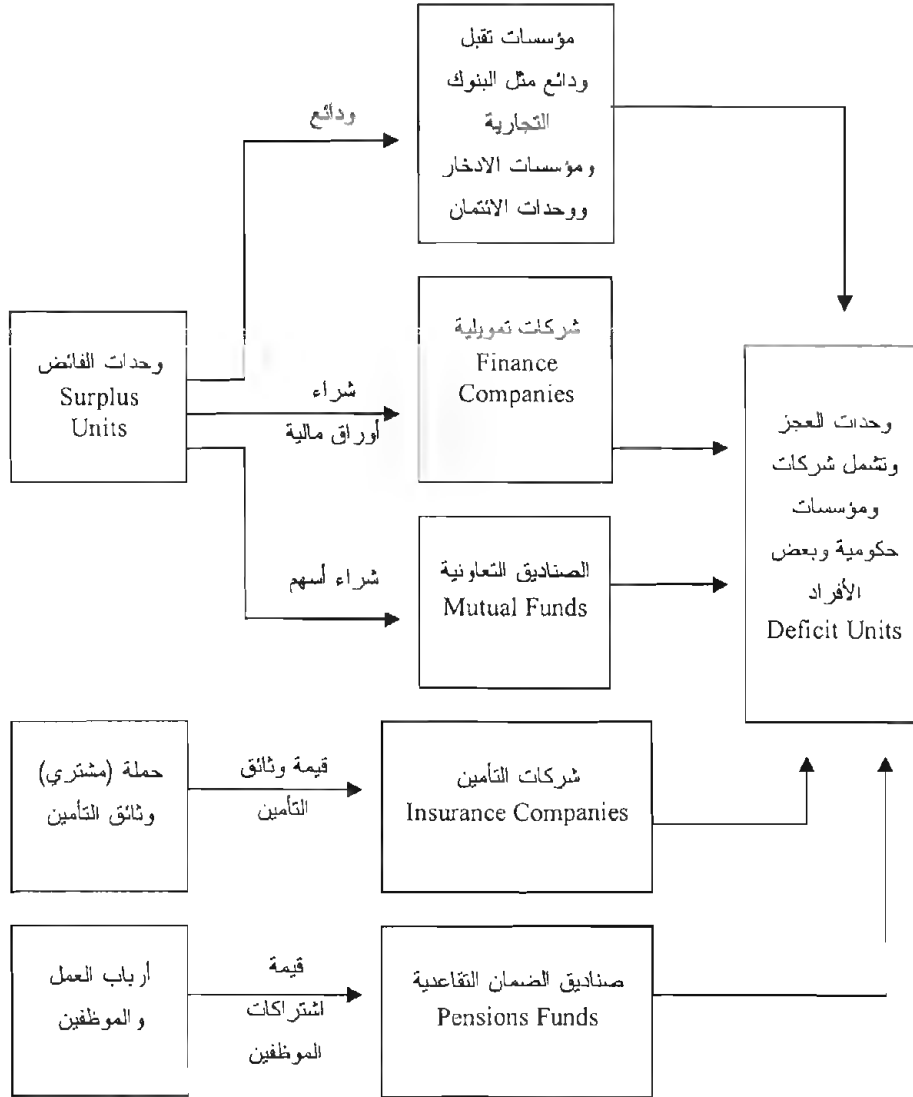 مؤسسات تقبل
ودائع مثل البنوك
التجارية
ومؤسسات الادخار
ووحدات الائتمان
ودائع
وحدات الفائض
Surplus
Units
شراء
أوراق مالية
شركات تمويلية
Finance
Companies
وحدات العجز
وتشمل شركات
ومؤسسات
حكومية وبعض
الأفراد
Deficit Units
شراء أسهم
الصناديق التعاونية
Mutual Funds
حملة (مشتري)
وثائق التأمين
قيمة وثائق
التأمين
شركات التأمين
Insurance Companies
أرباب العمل
والموظفين
قيمة
اشتراكات
الموظفين
صناديق الضمان التقاعدية
Pensions Funds